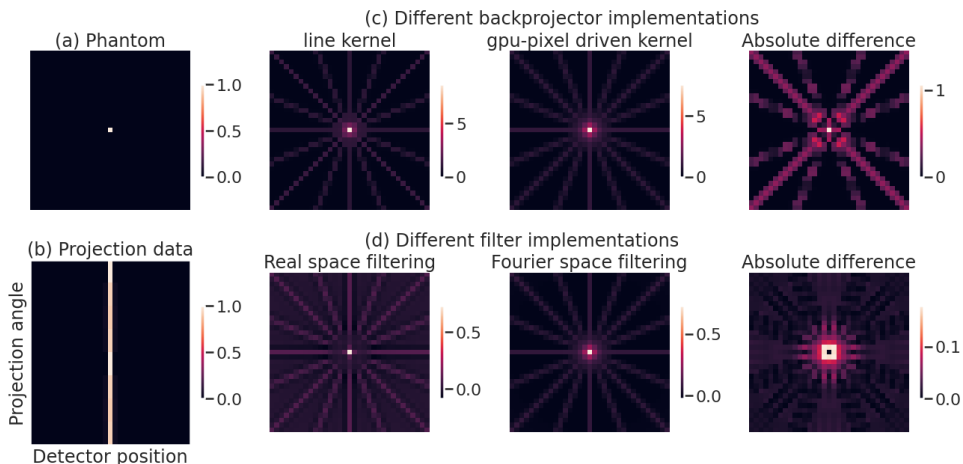 (c) Different backprojector implementations
(a) Phantom
line kernel
gpu-pixel driven kernel
Absolute difference
1.0
0.5
0.0
5
0
5
0
1
0
(d) Different filter implementations
(b) Projection data
Real space filtering
Fourier space filtering
Absolute difference
Projection angle
1.0
0.5
0.0
0.5
0.0
0.5
0.0
0.1
0.0
Detector position